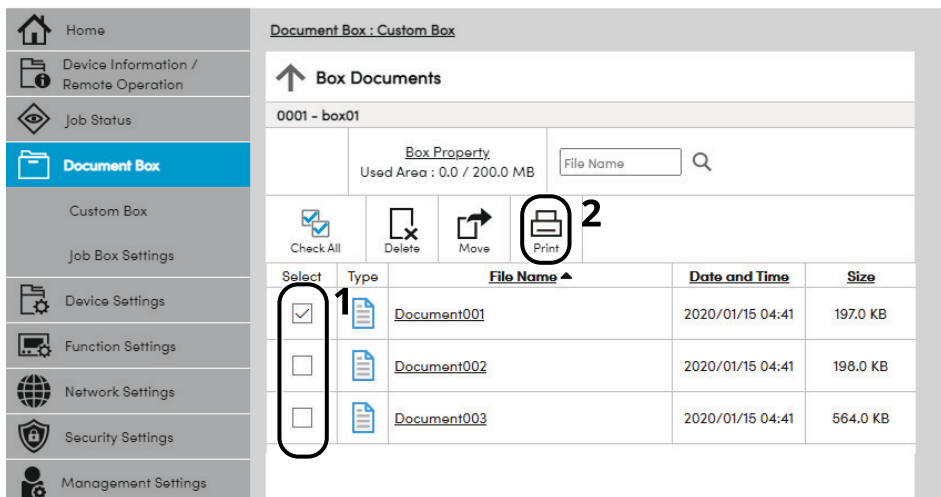 Home
Device Information /
Remote Operation
Job Status
Document Box
Custom Box
Job Box Settings
Device Settings
Function Settings
Network Settings
Security Settings
Management Settings
Document Box : Custom Box
Box Documents
0001 - box01
Box Property
Used Area : 0.0 / 200.0 MB
File Name
Check All
Delete
Move
Print
2
Select Type File Name Date and Time Size
1
Document001 2020/01/15 04:41 197.0 KB
Document002 2020/01/15 04:41 198.0 KB
Document003 2020/01/15 04:41 564.0 KB